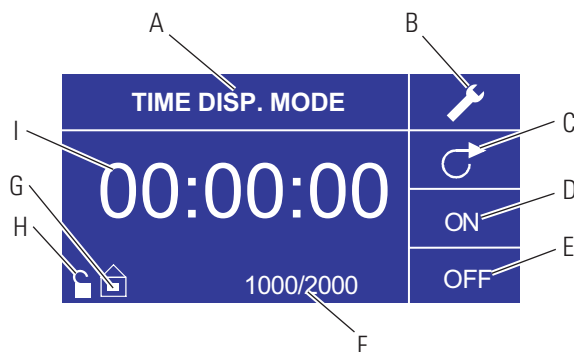 A
B
TIME DISP. MODE
I
C
00:00:00
G
D
ON
H
E
1000/2000
OFF
F